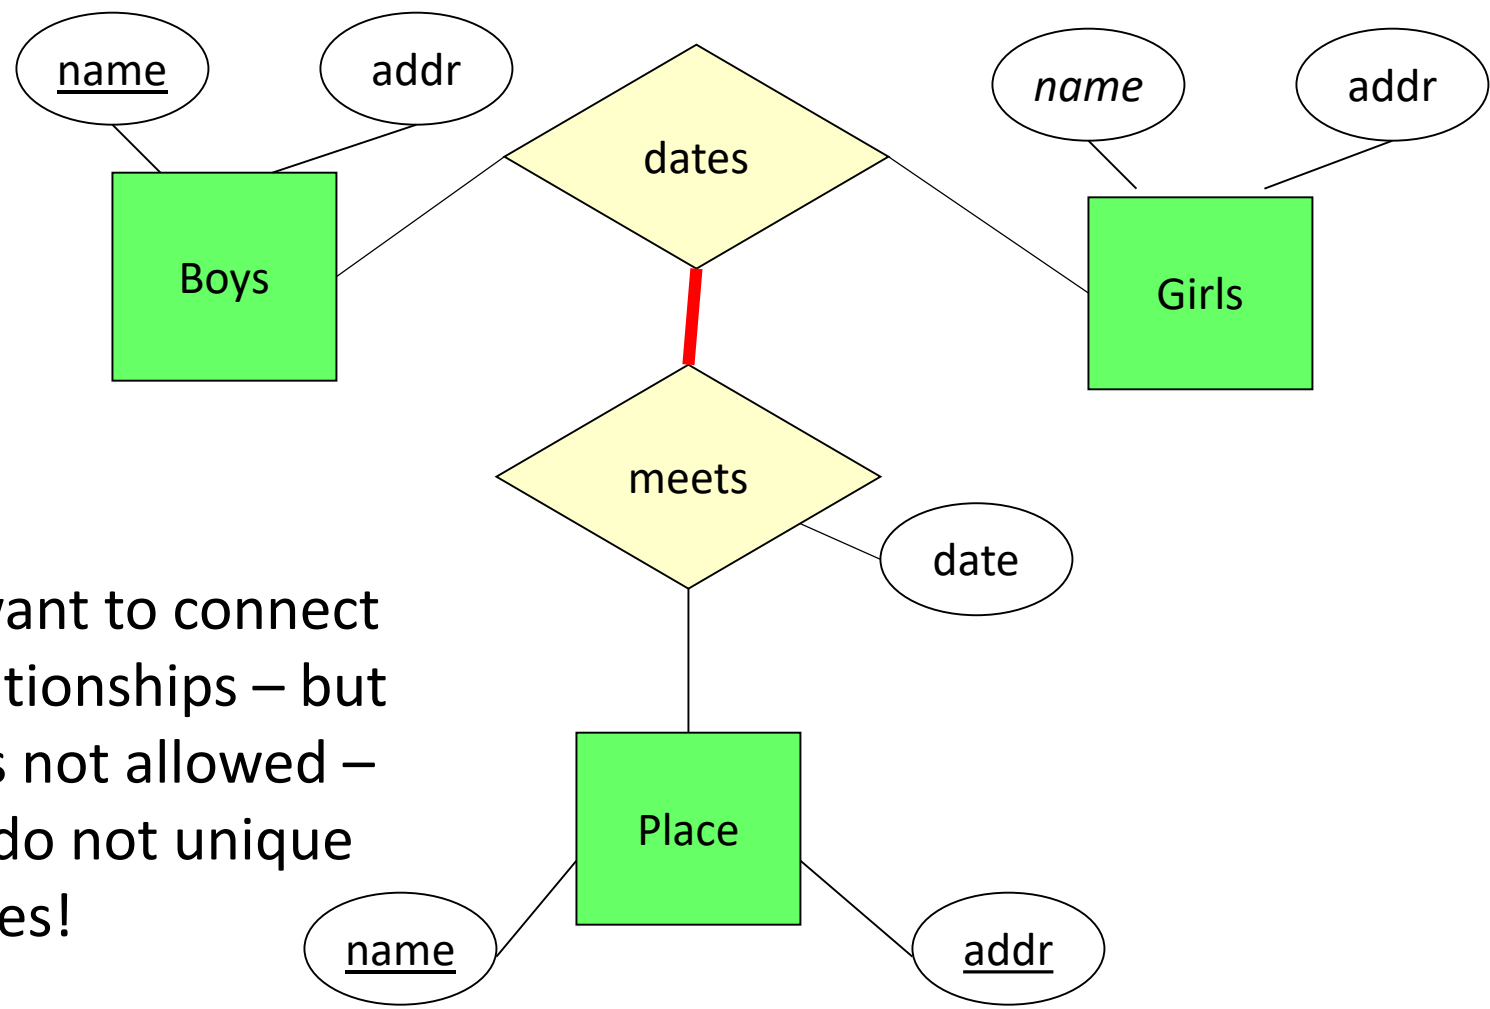 name
addr
name
addr
dates
Boys
Girls
meets
date
want to connect
tionships – but
s not allowed –
do not unique
es!
Place
name
addr